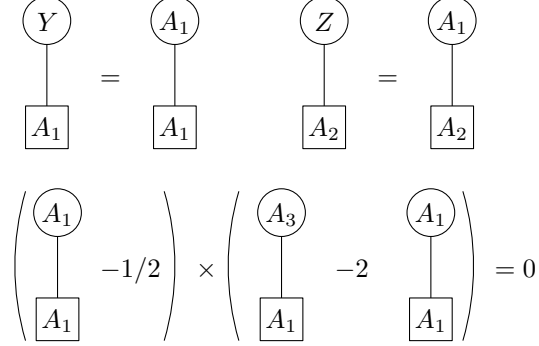 Y A₁ Z A₁
= =
A₁ A₁ A₂ A₂
A₁ A₃ A₁
( −1/2 ) × ( −2 ) = 0
A₁ A₁ A₁